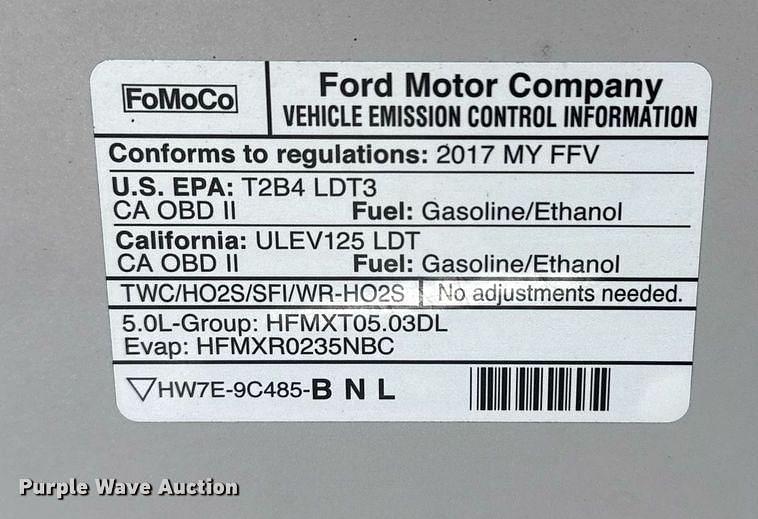 FoMoCo
Ford Motor Company
VEHICLE EMISSION CONTROL INFORMATION
Conforms to regulations: 2017 MY FFV
U.S. EPA: T2B4 LDT3
CA OBD II Fuel: Gasoline/Ethanol
California: ULEV125 LDT
CA OBD II Fuel: Gasoline/Ethanol
TWC/HO2S/SFI/WR-HO2S No adjustments needed.
5.0L-Group: HFMXT05.03DL
Evap: HFMXR0235NBC
HW7E-9C485-B N L
Purple Wave Auction